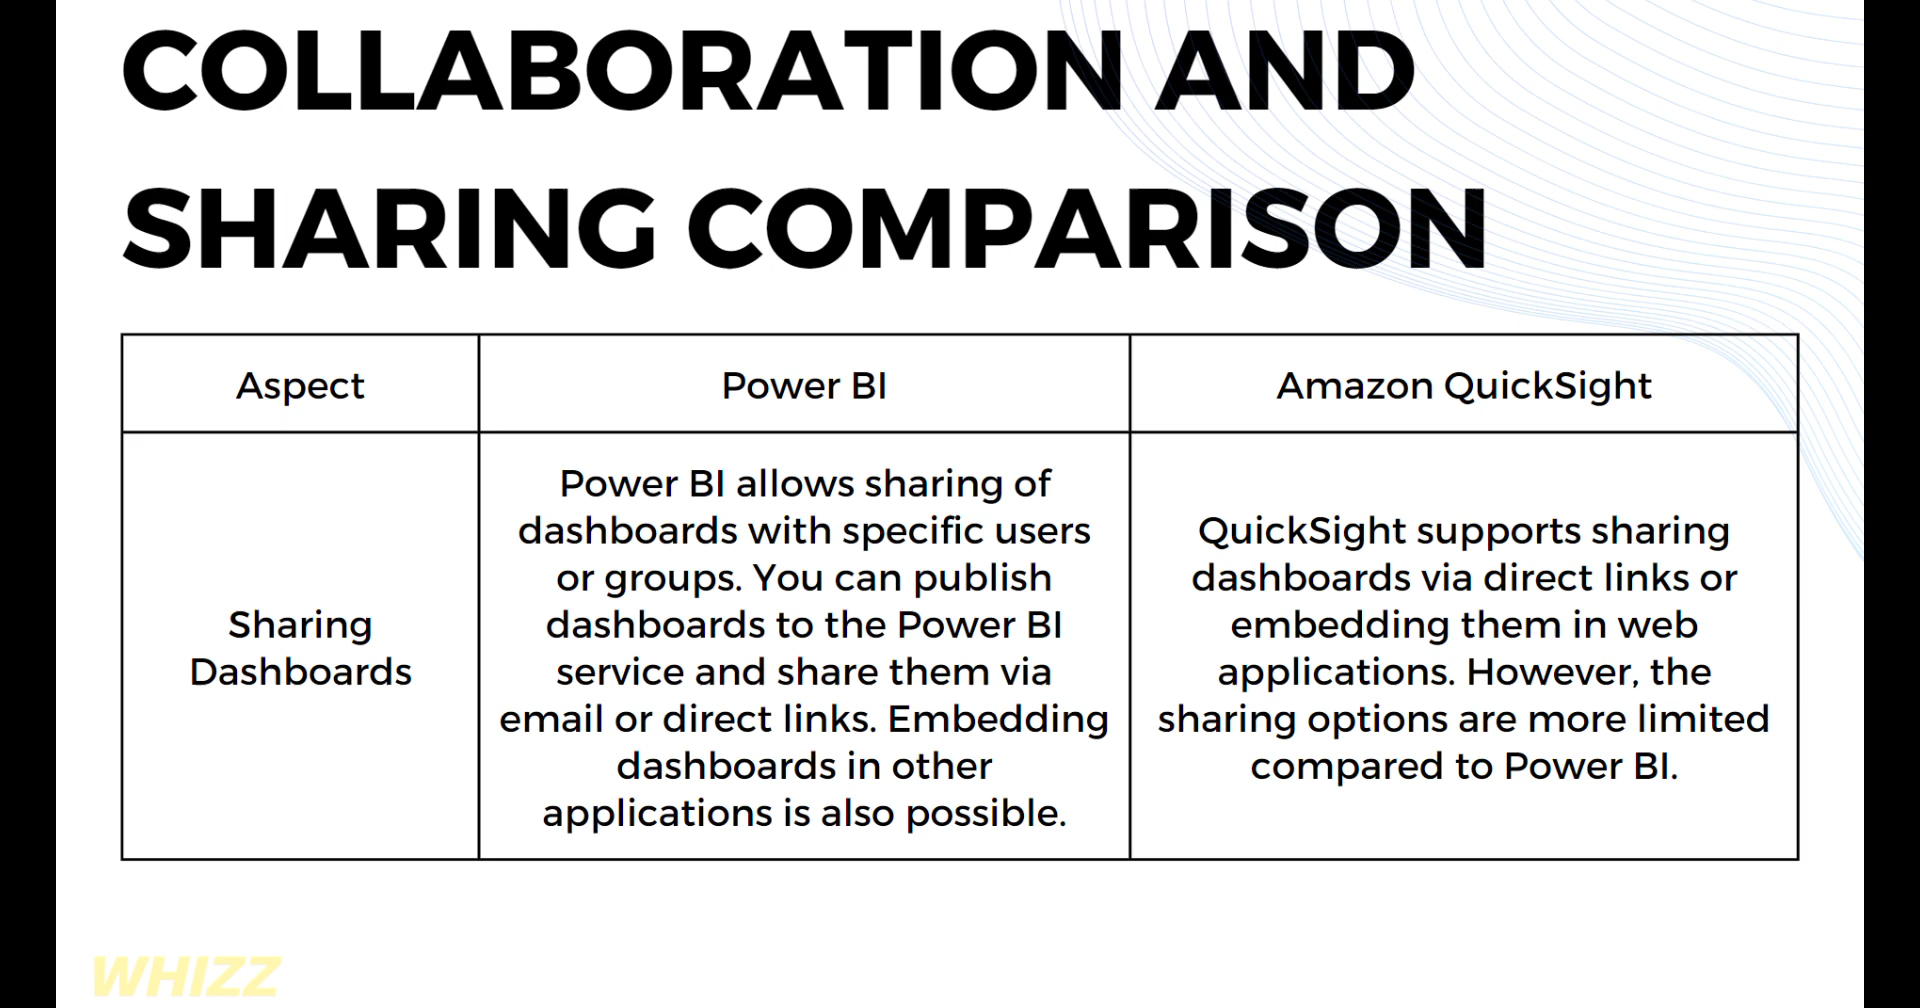 COLLABORATION AND
SHARING COMPARISON
Aspect
Power BI
Amazon QuickSight
Sharing
Dashboards
Power BI allows sharing of
dashboards with specific users
or groups. You can publish
dashboards to the Power BI
service and share them via
email or direct links. Embedding
dashboards in other
applications is also possible.
QuickSight supports sharing
dashboards via direct links or
embedding them in web
applications. However, the
sharing options are more limited
compared to Power BI.
WHIZZ